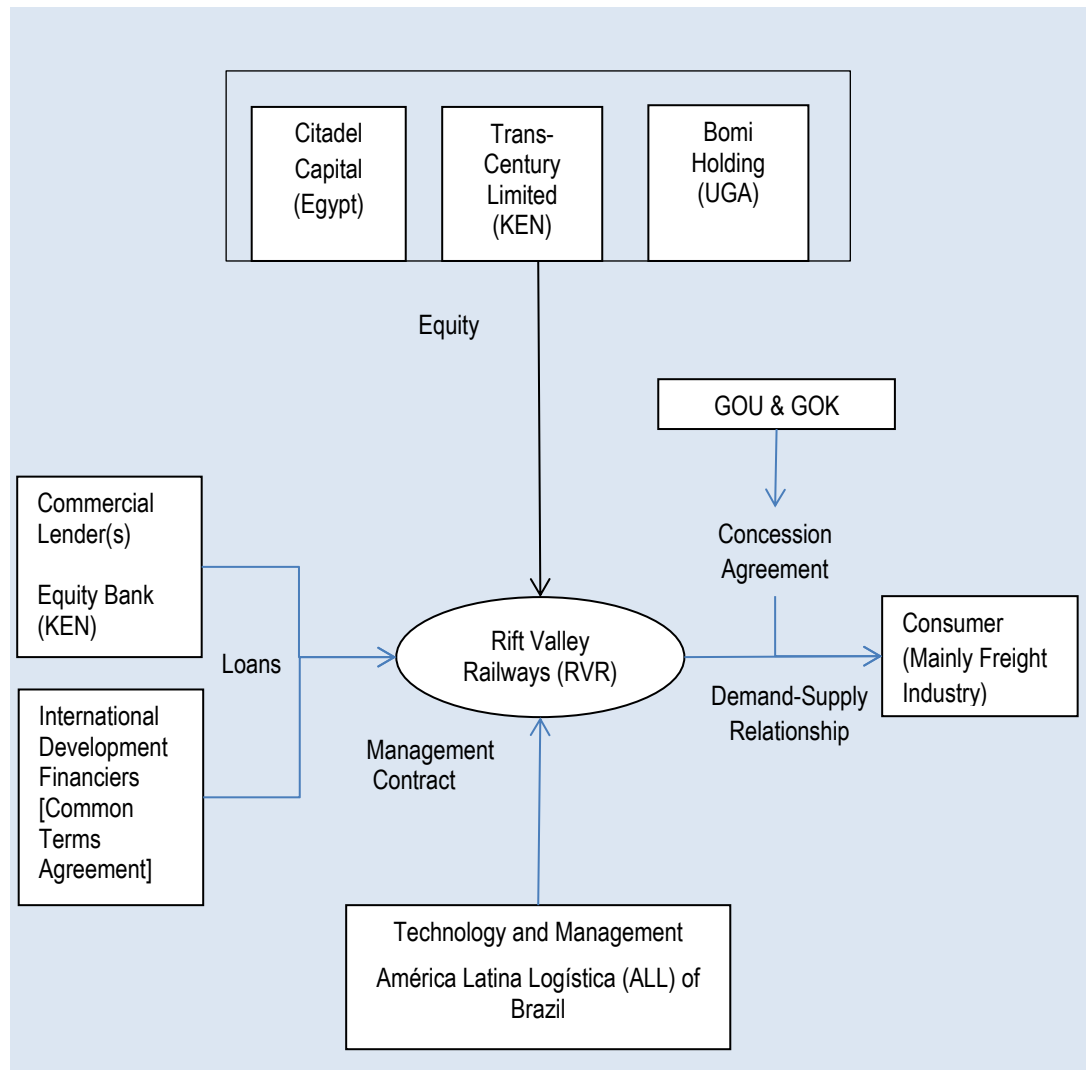 Citadel
Capital
(Egypt)
Trans-
Century
Limited
(KEN)
Bomi
Holding
(UGA)
Equity
GOU & GOK
Concession
Agreement
Commercial
Lender(s)
Equity Bank
(KEN)
Loans
International
Development
Financiers
[Common
Terms
Agreement]
Rift Valley
Railways (RVR)
Consumer
(Mainly Freight
Industry)
Demand-Supply
Relationship
Management
Contract
Technology and Management
América Latina Logística (ALL) of
Brazil